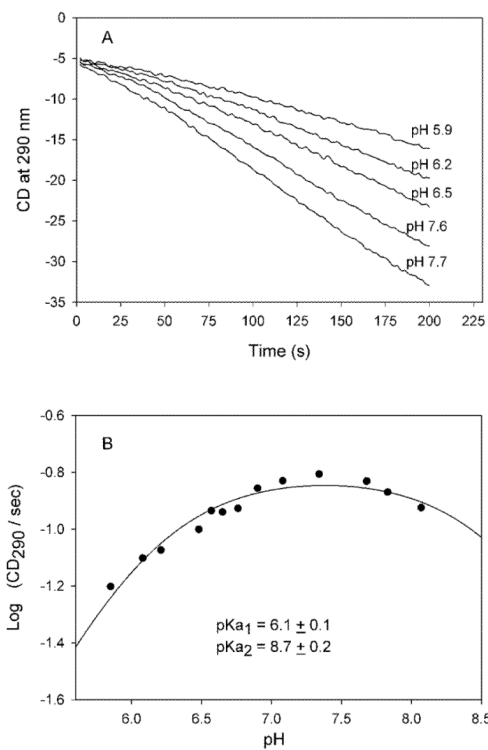 0
A
-5
-10
-15
-20
-25
-30
-35
CD at 290 nm
pH 5.9
pH 6.2
pH 6.5
pH 7.6
pH 7.7
0 25 50 75 100 125 150 175 200 225
Time (s)
-0.6
B
-0.8
-1.0
-1.2
-1.4
-1.6
Log (CD290 / sec)
pKa1 = 6.1 ± 0.1
pKa2 = 8.7 ± 0.2
6.0 6.5 7.0 7.5 8.0 8.5
pH